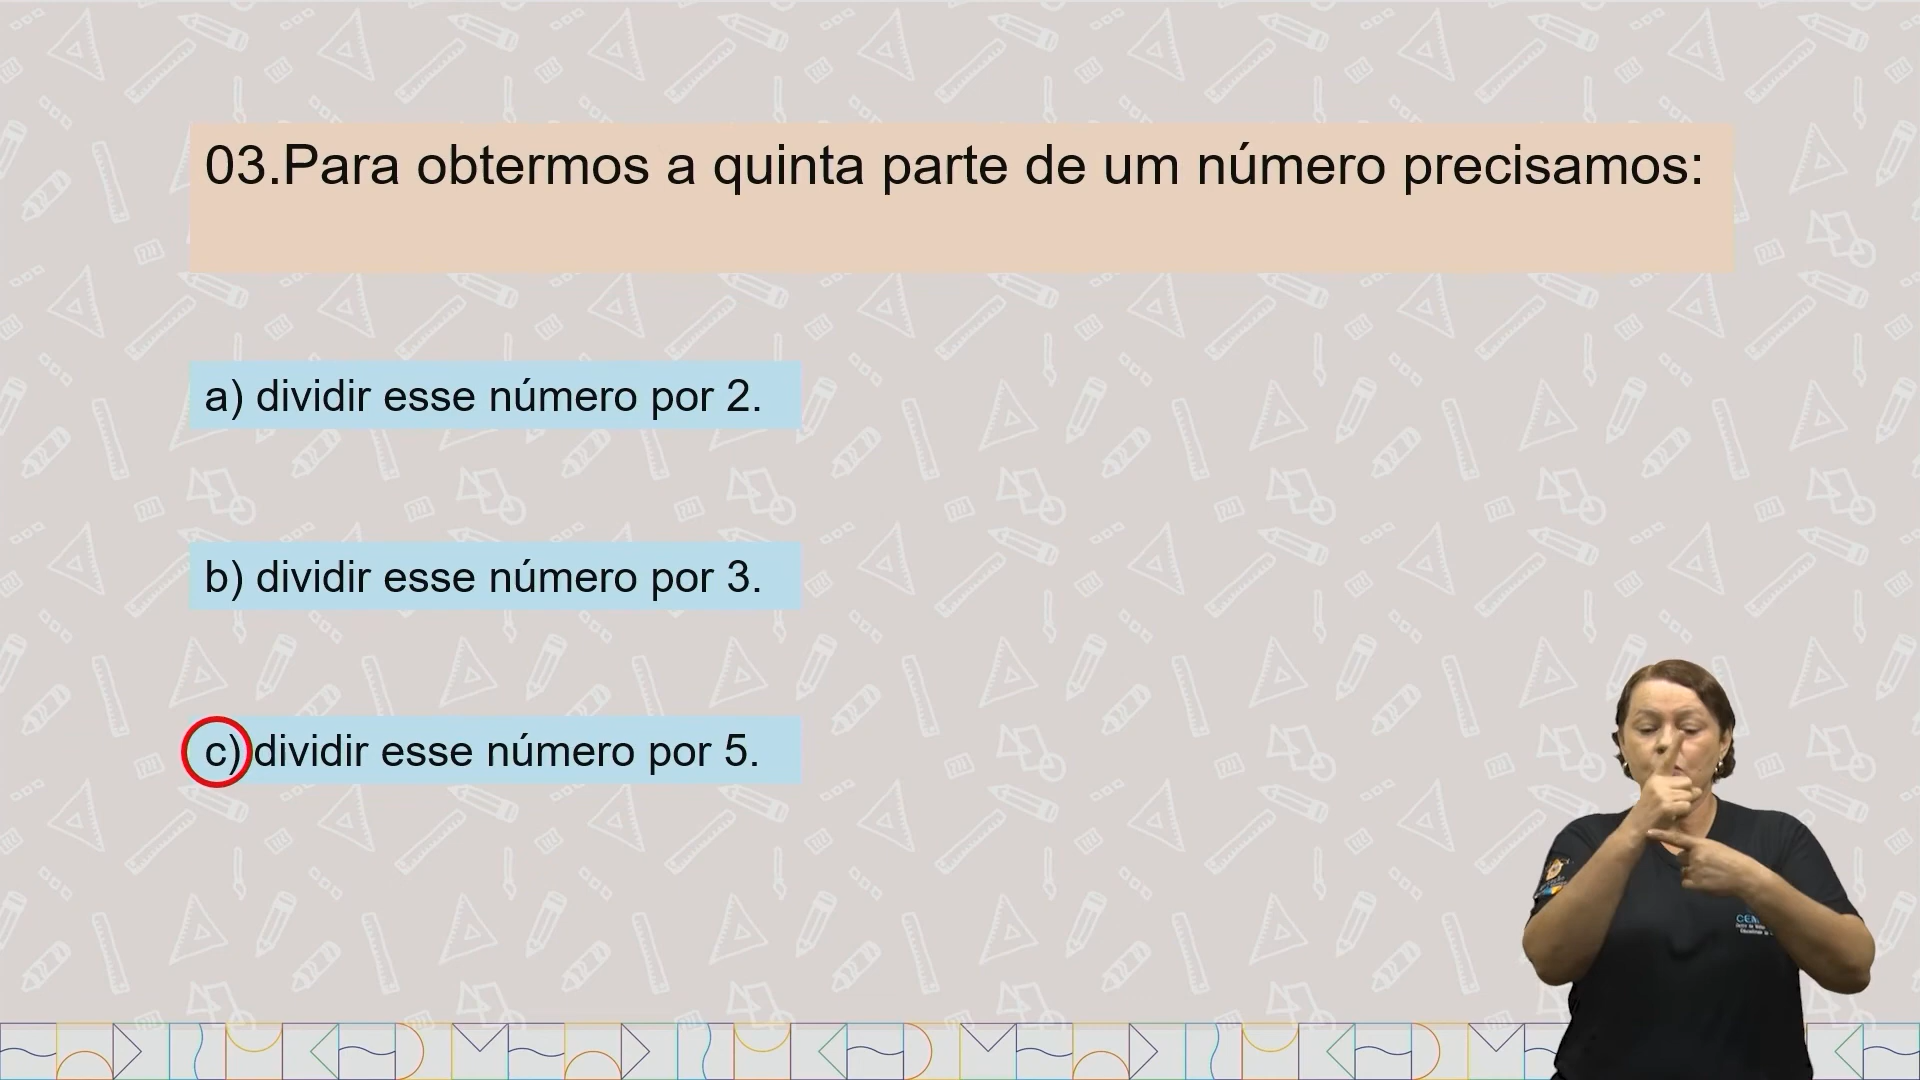 03.Para obtermos a quinta parte de um número precisamos:
a) dividir esse número por 2.
b) dividir esse número por 3.
c) dividir esse número por 5.